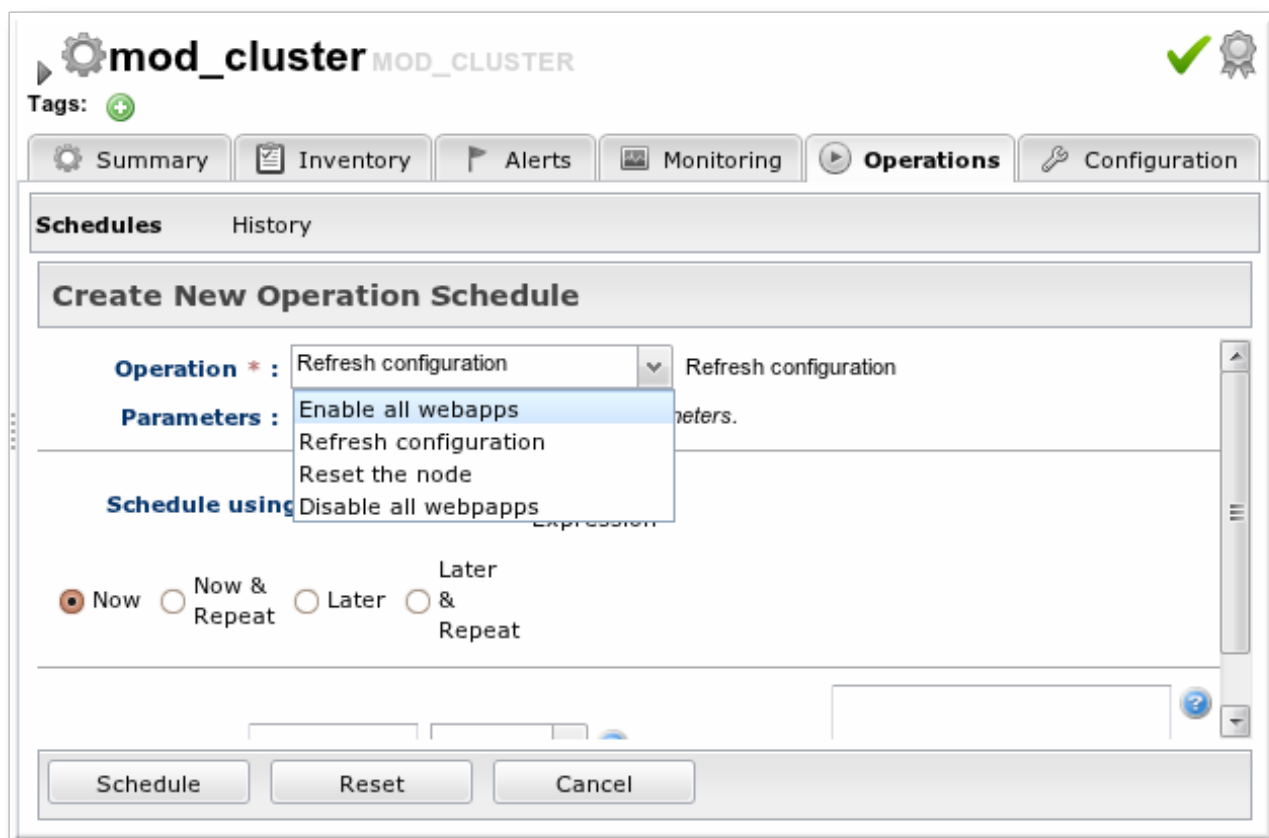 mod_cluster MOD_CLUSTER
Tags:
Summary Inventory Alerts Monitoring Operations Configuration
Schedules History
Create New Operation Schedule
Operation * : Refresh configuration Refresh configuration
Enable all webapps
Parameters :
Refresh configuration
Reset the node
Schedule using
Disable all webpapps
Now
Now &
Repeat
Later
Later
&
Repeat
Schedule Reset Cancel